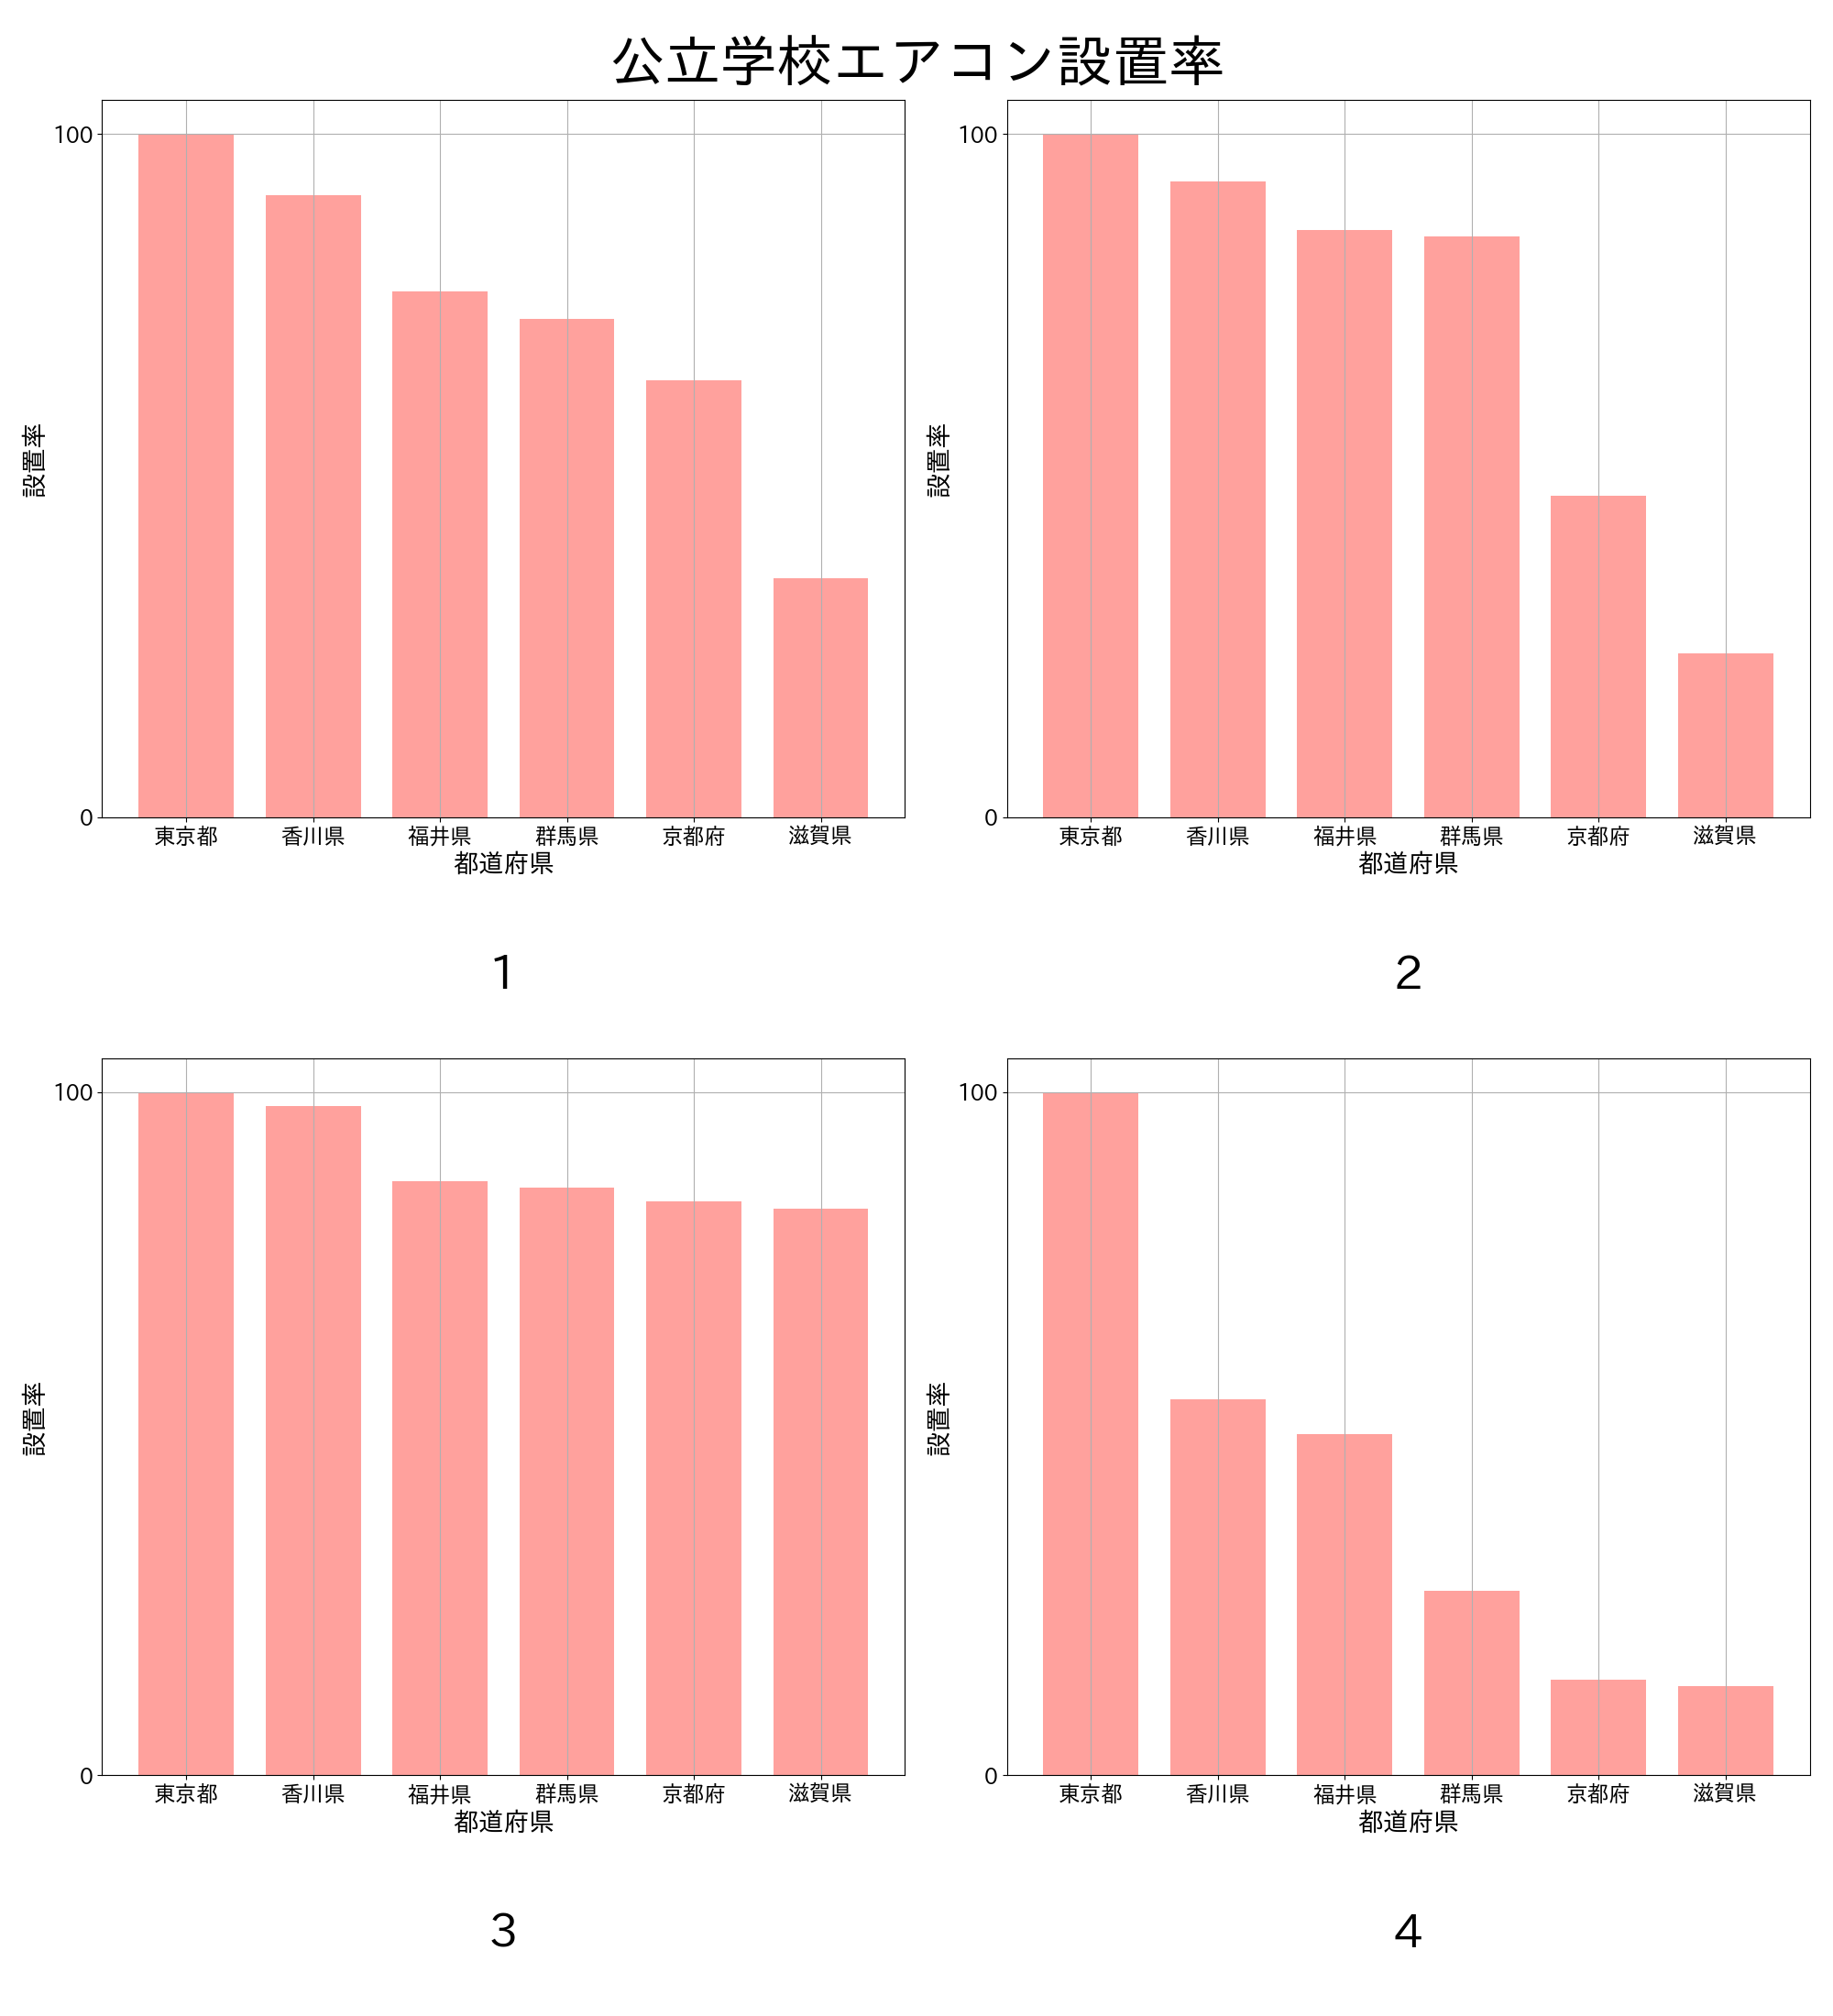 公立学校エアコン設置率
100
0
設置率
東京都 香川県 福井県 群馬県 京都府 滋賀県
都道府県
1
100
0
設置率
東京都 香川県 福井県 群馬県 京都府 滋賀県
都道府県
2
100
0
設置率
東京都 香川県 福井県 群馬県 京都府 滋賀県
都道府県
3
100
0
設置率
東京都 香川県 福井県 群馬県 京都府 滋賀県
都道府県
4